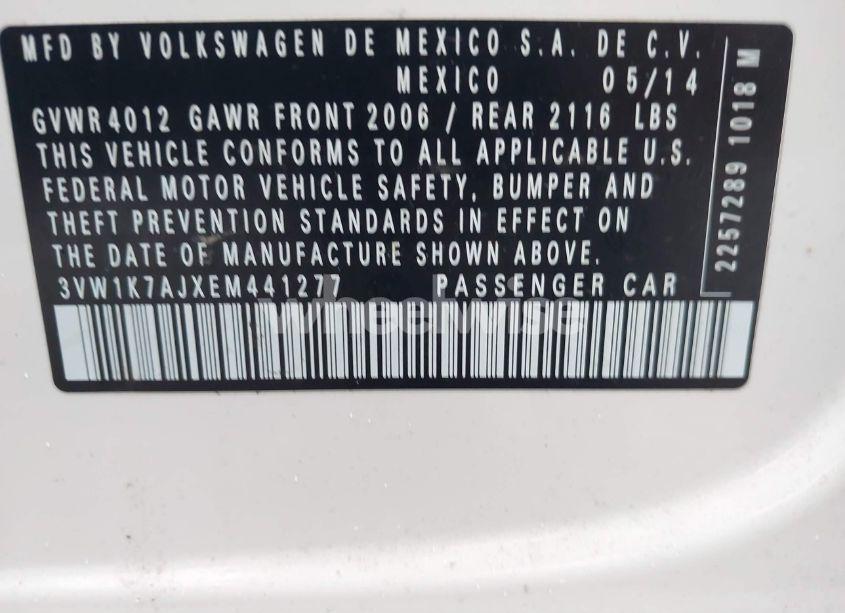 MFD BY VOLKSWAGEN DE MEXICO S.A. DE C.V.
MEXICO 05/14
GVWR 4012 GAWR FRONT 2006 / REAR 2116 LBS
THIS VEHICLE CONFORMS TO ALL APPLICABLE U.S.
FEDERAL MOTOR VEHICLE SAFETY, BUMPER AND
THEFT PREVENTION STANDARDS IN EFFECT ON
THE DATE OF MANUFACTURE SHOWN ABOVE.
3VW1K7AJXEM441277 PASSENGER CAR
2257289 1018 M
wheelwise